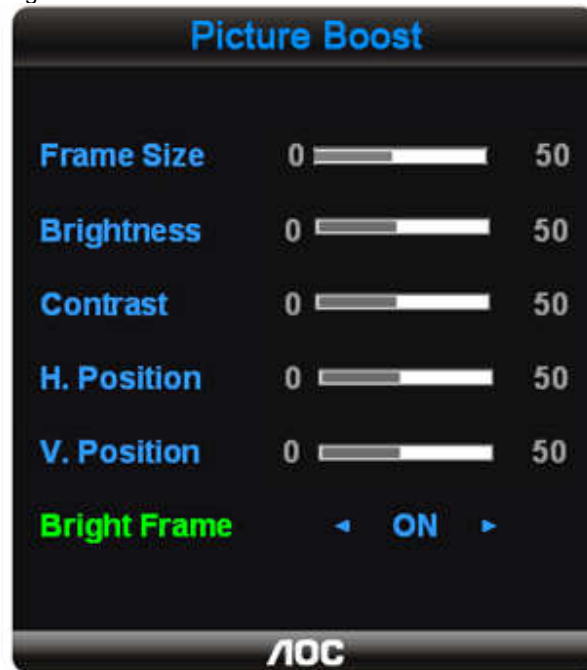 Picture Boost
Frame Size 0 50
Brightness 0 50
Contrast 0 50
H. Position 0 50
V. Position 0 50
Bright Frame ◄ ON ►
AOC